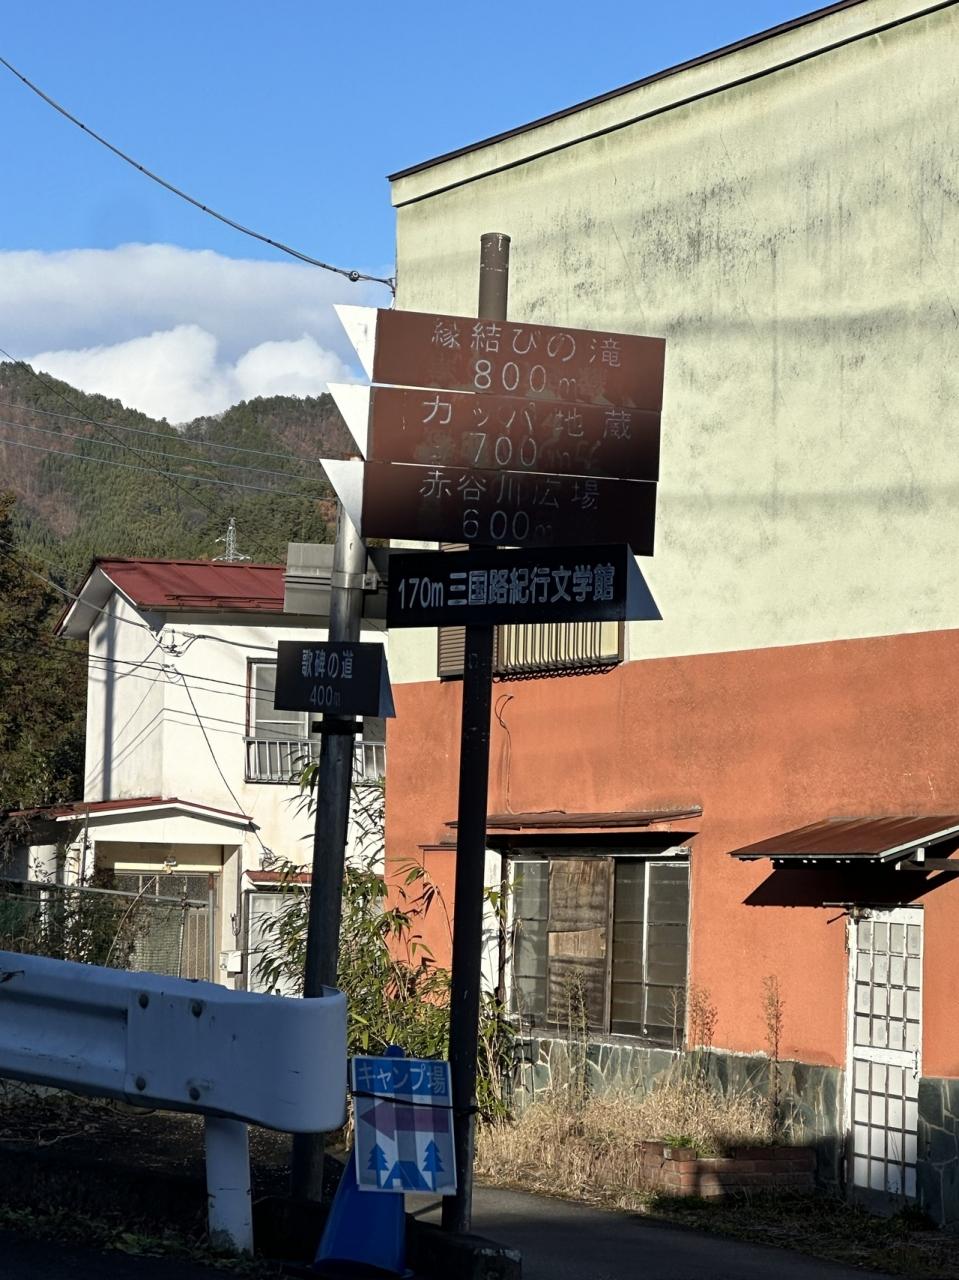 縁結びの滝
800m
カッパ地蔵
700m
赤谷川広場
600m
170m 三国路紀行文学館
歌碑の道
400m
キャンプ場